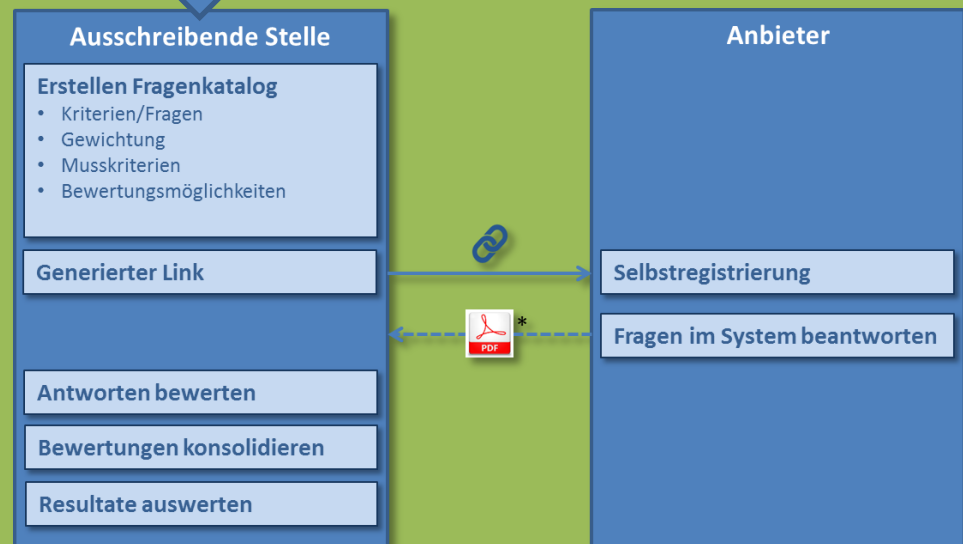 Ausschreibende Stelle
Erstellen Fragenkatalog
• Kriterien/Fragen
• Gewichtung
• Musskriterien
• Bewertungsmöglichkeiten
Generierter Link
Antworten bewerten
Bewertungen konsolidieren
Resultate auswerten
PDF
*
Anbieter
Selbstregistrierung
Fragen im System beantworten